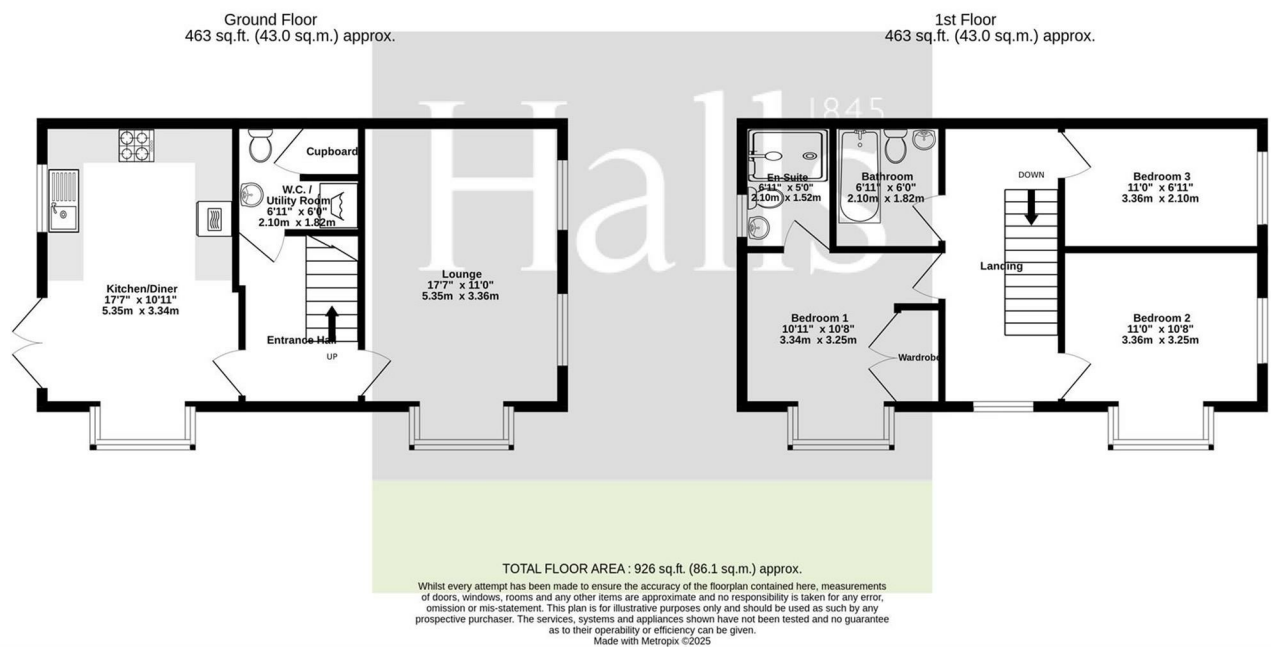 Ground Floor
463 sq.ft. (43.0 sq.m.) approx.
1st Floor
463 sq.ft. (43.0 sq.m.) approx.
Halls
1845
Cupboard
W.C. /
Utility Room
6'11" x 6'0"
2.10m x 1.82m
Kitchen/Diner
17'7" x 10'11"
5.35m x 3.34m
Entrance Hall
UP
Lounge
17'7" x 11'0"
5.35m x 3.36m
En-Suite
6'11" x 5'0"
2.10m x 1.52m
Bathroom
6'11" x 6'0"
2.10m x 1.82m
DOWN
Landing
Bedroom 3
11'0" x 6'11"
3.36m x 2.10m
Bedroom 1
10'11" x 10'8"
3.34m x 3.25m
Wardrobe
Bedroom 2
11'0" x 10'8"
3.36m x 3.25m
TOTAL FLOOR AREA : 926 sq.ft. (86.1 sq.m.) approx.
Whilst every attempt has been made to ensure the accuracy of the floorplan contained here, measurements
of doors, windows, rooms and any other items are approximate and no responsibility is taken for any error,
omission or mis-statement. This plan is for illustrative purposes only and should be used as such by any
prospective purchaser. The services, systems and appliances shown have not been tested and no guarantee
as to their operability or efficiency can be given.
Made with Metropix ©2025